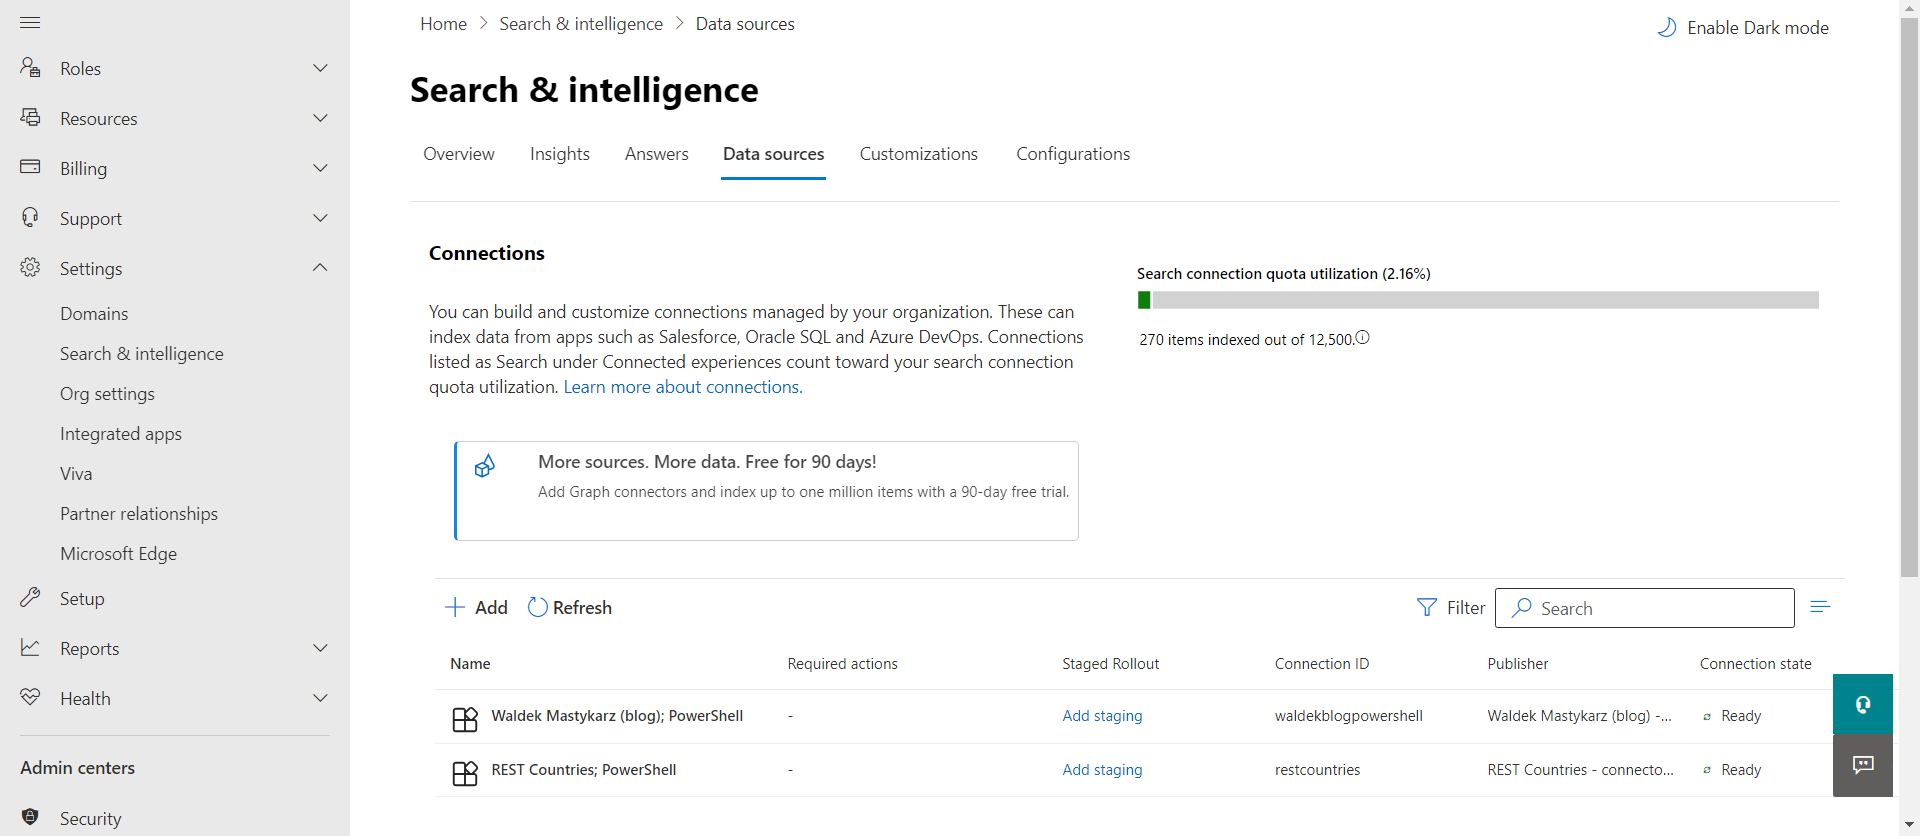 Home > Search & intelligence > Data sources
Enable Dark mode
Search & intelligence
Overview Insights Answers Data sources Customizations Configurations
Roles
Resources
Billing
Support
Settings
Domains
Search & intelligence
Org settings
Integrated apps
Viva
Partner relationships
Microsoft Edge
Setup
Reports
Health
Admin centers
Security
Connections
You can build and customize connections managed by your organization. These can
index data from apps such as Salesforce, Oracle SQL and Azure DevOps. Connections
listed as Search under Connected experiences count toward your search connection
quota utilization. Learn more about connections.
Search connection quota utilization (2.16%)
270 items indexed out of 12,500.
More sources. More data. Free for 90 days!
Add Graph connectors and index up to one million items with a 90-day free trial.
Add Refresh Filter Search
Name Required actions Staged Rollout Connection ID Publisher Connection state
Waldek Mastykarz (blog); PowerShell - Add staging waldekblogpowershell Waldek Mastykarz (blog) -... Ready
REST Countries; PowerShell - Add staging restcountries REST Countries - connecto... Ready